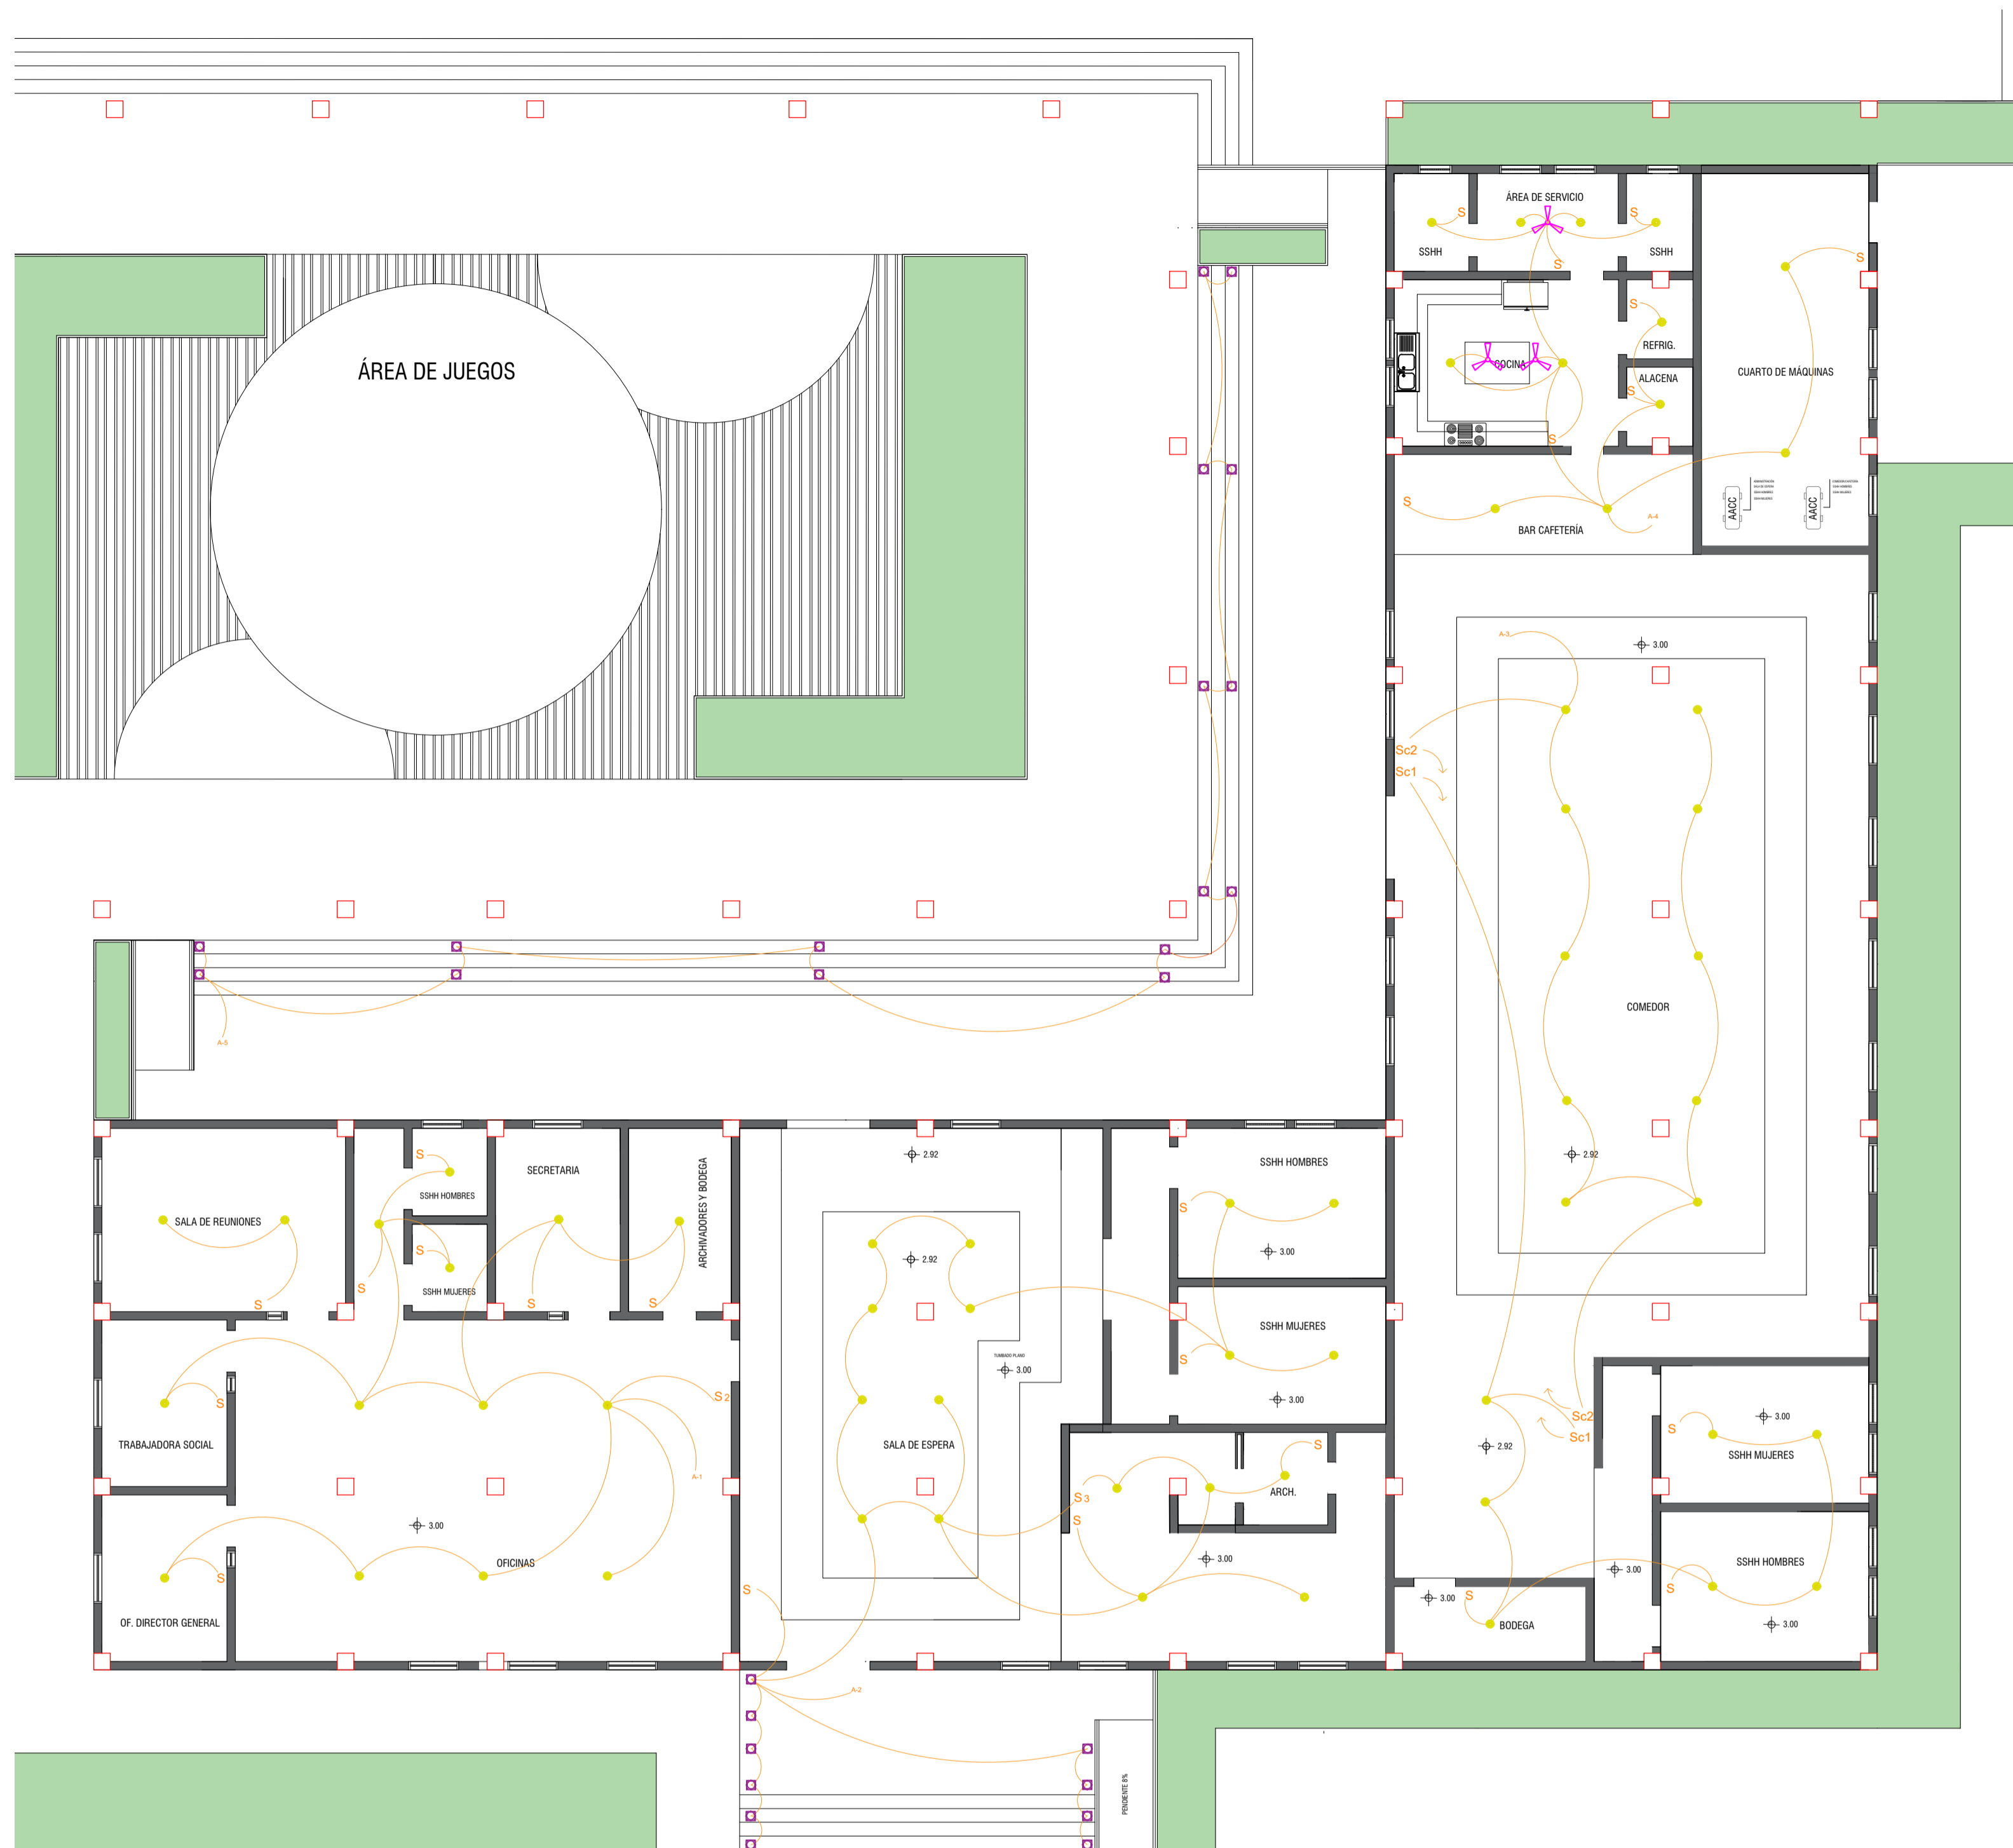 ÁREA DE SERVICIO
S
S
SSHH
S
SSHH
S
S
REFRIG.
ÁREA DE JUEGOS
COCINA
CUARTO DE MÁQUINAS
ALACENA
S
S
S
AACC
AACC
A-4
BAR CAFETERÍA
A-3
3.00
Sc2
Sc1
COMEDOR
A-5
2.92
2.92
S
SECRETARIA
SSHH HOMBRES
ARCHIVADORES Y BODEGA
SSHH HOMBRES
S
SALA DE REUNIONES
S
3.00
2.92
S
SSHH MUJERES
S
S
S
SSHH MUJERES
S
TUMBADO PLANO
3.00
S
S2
3.00
Sc2
3.00
Sc1
S
TRABAJADORA SOCIAL
SALA DE ESPERA
S
2.92
SSHH MUJERES
A-1
ARCH.
S3
S
3.00
OFICINAS
3.00
SSHH HOMBRES
3.00
S
S
S
S
3.00
OF. DIRECTOR GENERAL
BODEGA
3.00
A-2
PENDIENTE 8%